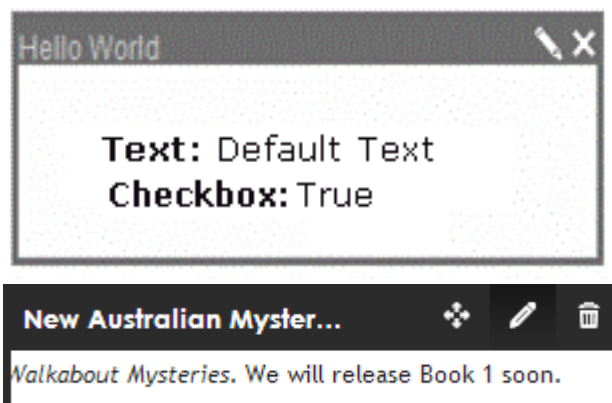 Hello World
Text: Default Text
Checkbox: True
New Australian Myster...
Walkabout Mysteries. We will release Book 1 soon.